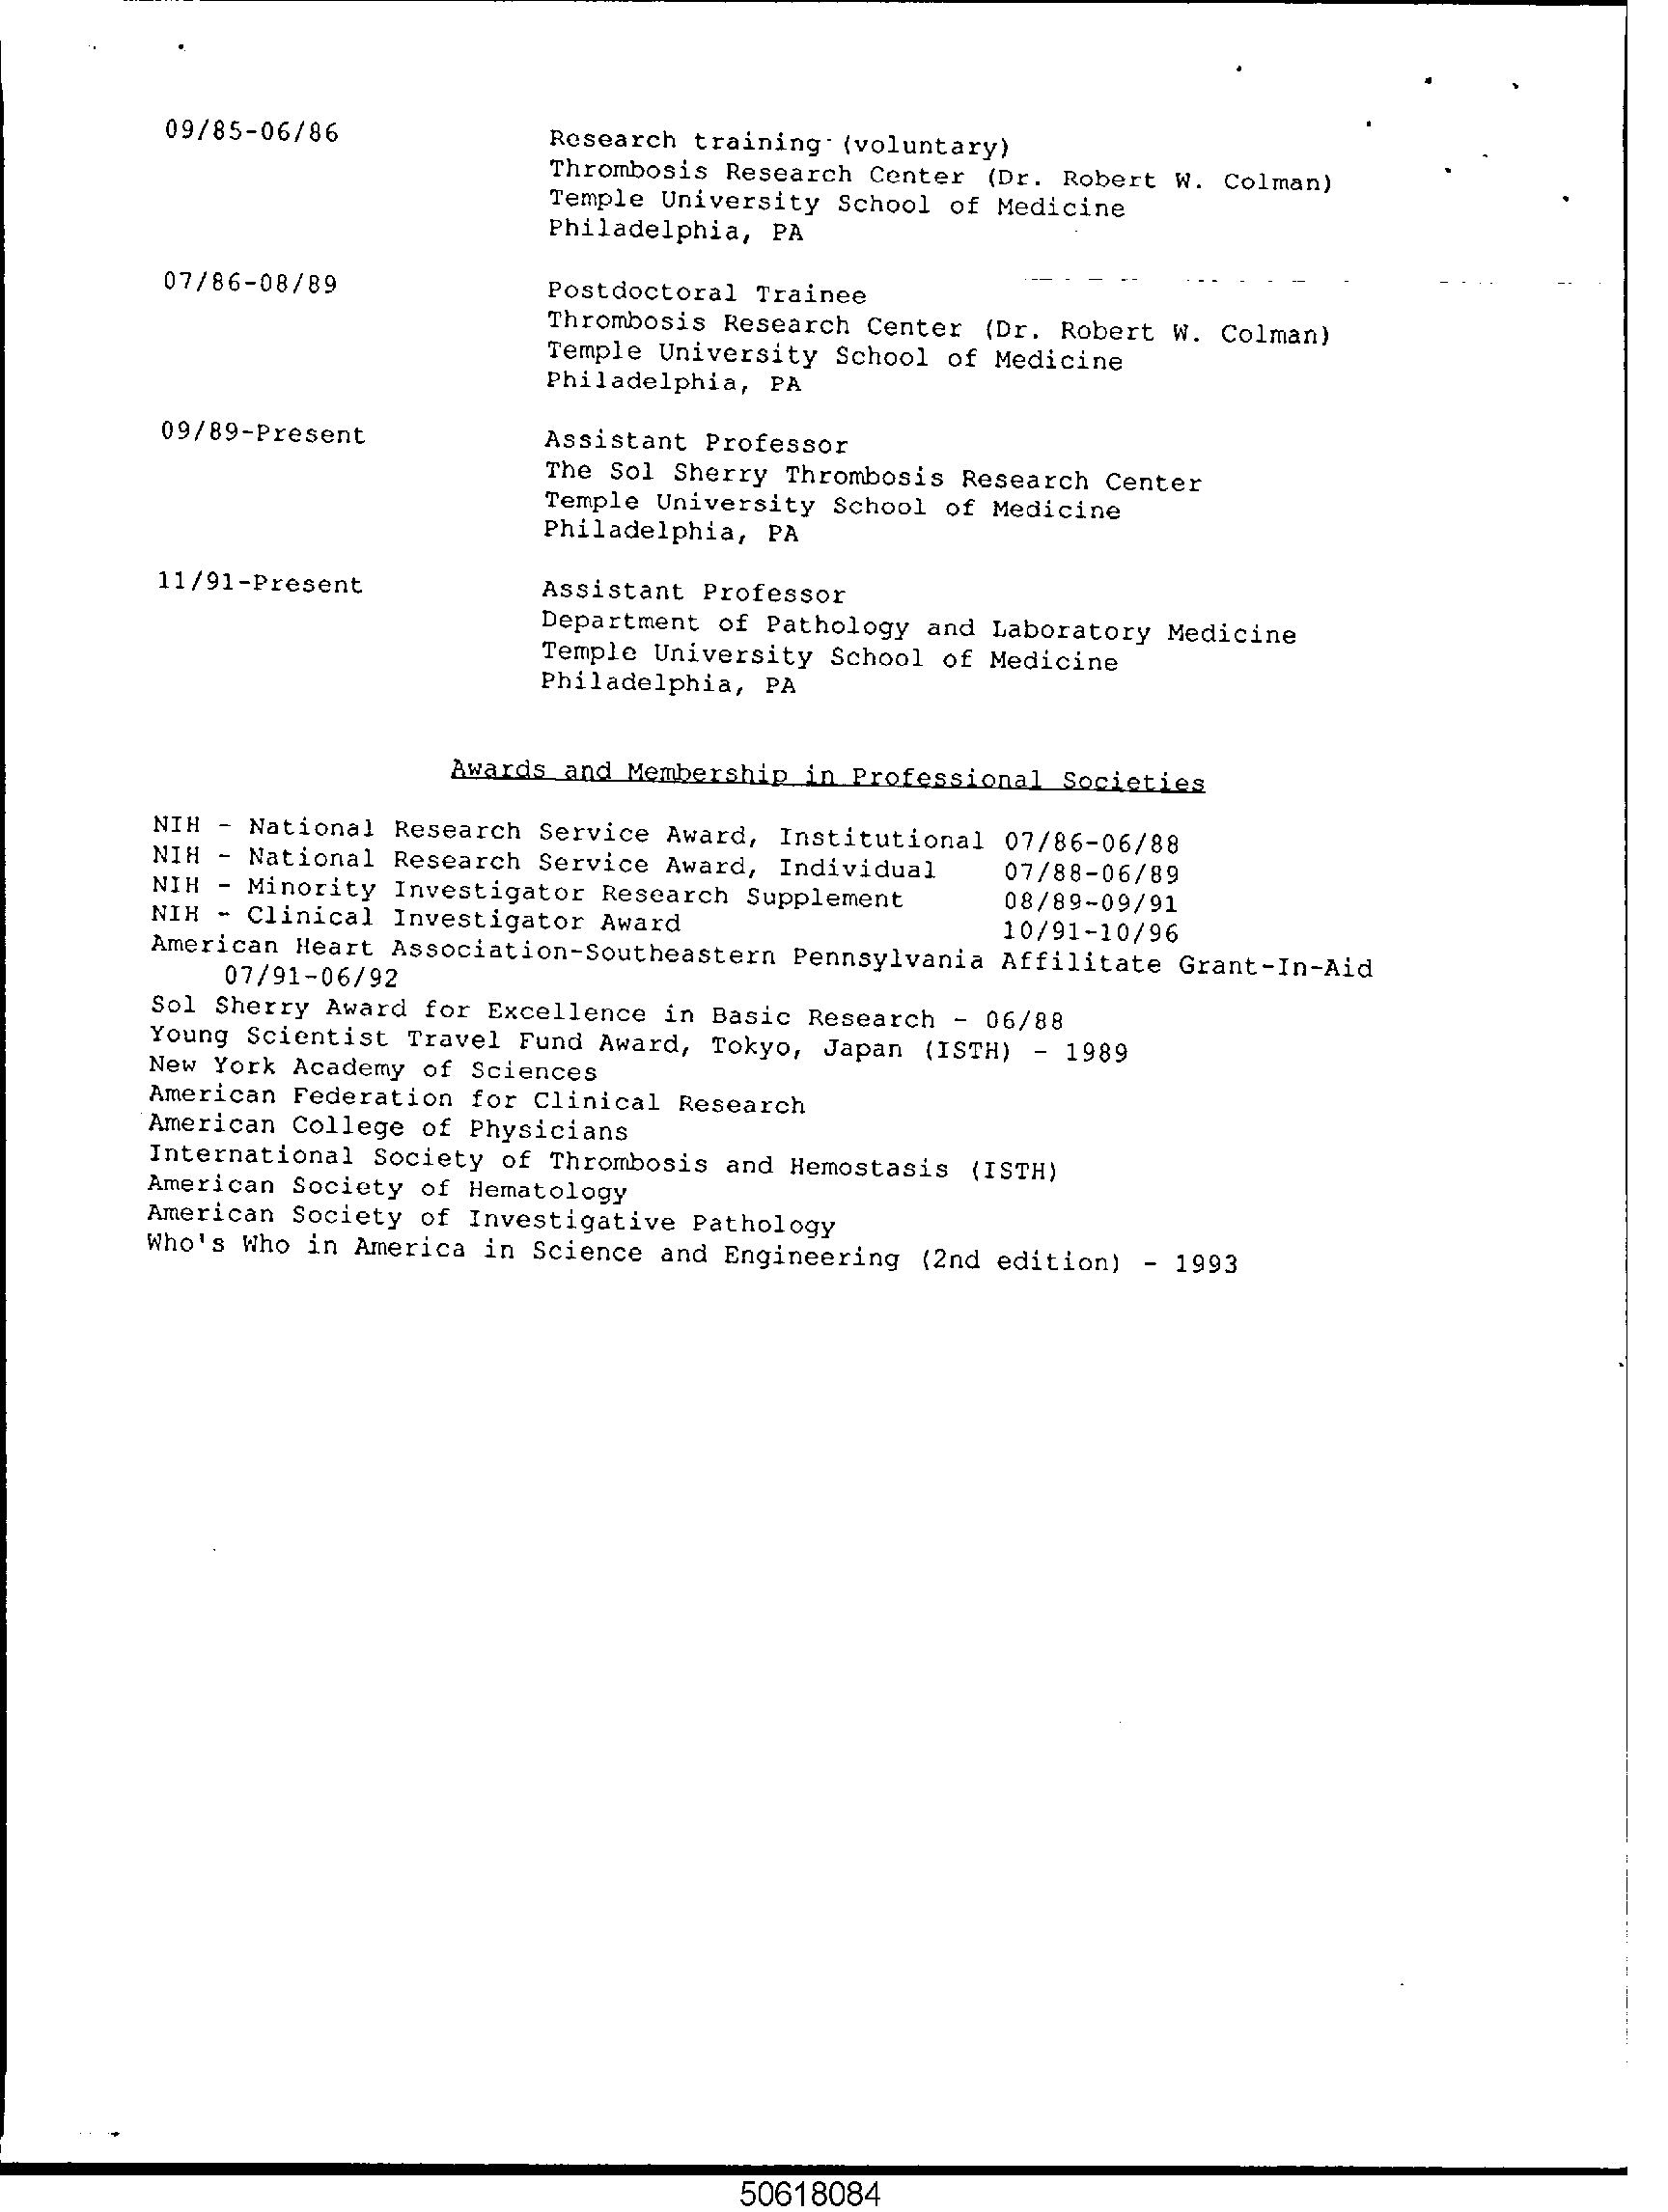 09/85-06/86
Research training (voluntary)
Thrombosis Research Center (Dr. Robert W. Colman)
Temple University School of Medicine
Philadelphia, PA
07/86-08/89
Postdoctoral Trainee
Thrombosis Research Center (Dr. Robert W. Colman)
Temple University School of Medicine
Philadelphia, PA
09/89-Present
Assistant Professor
The Sol Sherry Thrombosis Research Center
Temple University School of Medicine
Philadelphia, PA
11/91-Present
Assistant Professor
Department of Pathology and Laboratory Medicine
Temple University School of Medicine
Philadelphia, PA
Awards and Membership in Professional Societies
NIH - National Research Service Award, Institutional 07/86-06/88
NIH - National Research Service Award, Individual 07/88-06/89
NIH - Minority Investigator Research Supplement 08/89-09/91
NIH - Clinical Investigator Award 10/91-10/96
American Heart Association-Southeastern Pennsylvania Affilitate Grant-In-Aid
07/91-06/92
Sol Sherry Award for Excellence in Basic Research - 06/88
Young Scientist Travel Fund Award, Tokyo, Japan (ISTH) - 1989
New York Academy of Sciences
American Federation for Clinical Research
American College of Physicians
International Society of Thrombosis and Hemostasis (ISTH)
American Society of Hematology
American Society of Investigative Pathology
Who's Who in America in Science and Engineering (2nd edition) - 1993
50618084